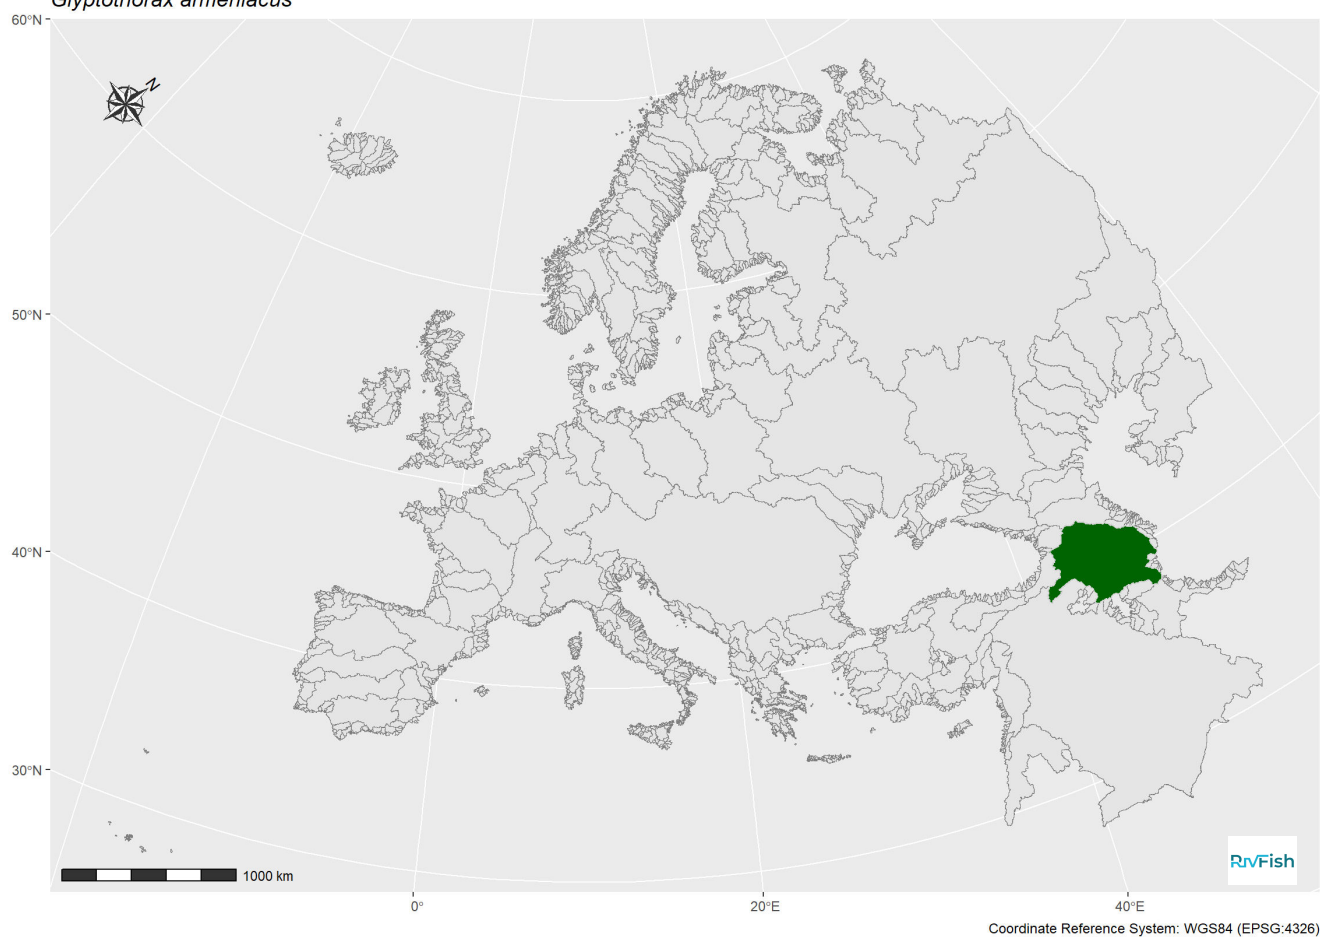 Glyptothorax armeniacus
60°N
N
50°N
40°N
30°N
1000 km
RivFish
0°
20°E
40°E
Coordinate Reference System: WGS84 (EPSG:4326)